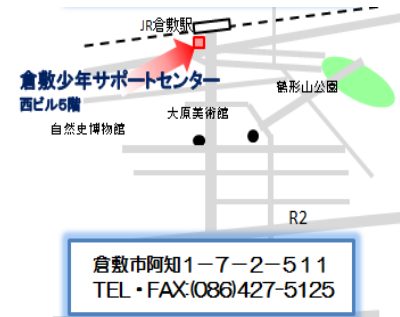 JR倉敷駅
倉敷少年サポートセンター
西ビル5階
鶴形山公園
大原美術館
自然史博物館
R2
倉敷市阿知1-7-2-511
TEL・FAX:(086)427-5125